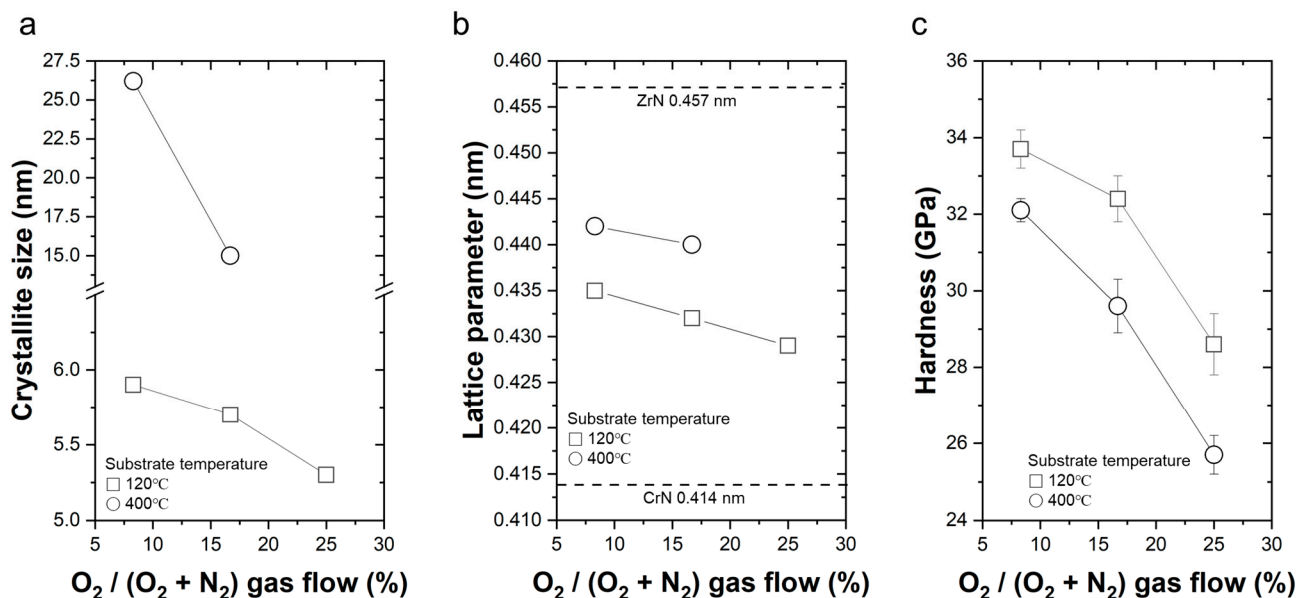 a
27.5
25.0
22.5
20.0
17.5
15.0
6.0
5.5
5.0
Crystallite size (nm)
Substrate temperature
120℃
400℃
5 10 15 20 25 30
O₂ / (O₂ + N₂) gas flow (%)
b
0.460
0.455
0.450
0.445
0.440
0.435
0.430
0.425
0.420
0.415
0.410
Lattice parameter (nm)
ZrN 0.457 nm
Substrate temperature
120℃
400℃
CrN 0.414 nm
5 10 15 20 25 30
O₂ / (O₂ + N₂) gas flow (%)
c
36
34
32
30
28
26
24
Hardness (GPa)
Substrate temperature
120℃
400℃
5 10 15 20 25 30
O₂ / (O₂ + N₂) gas flow (%)